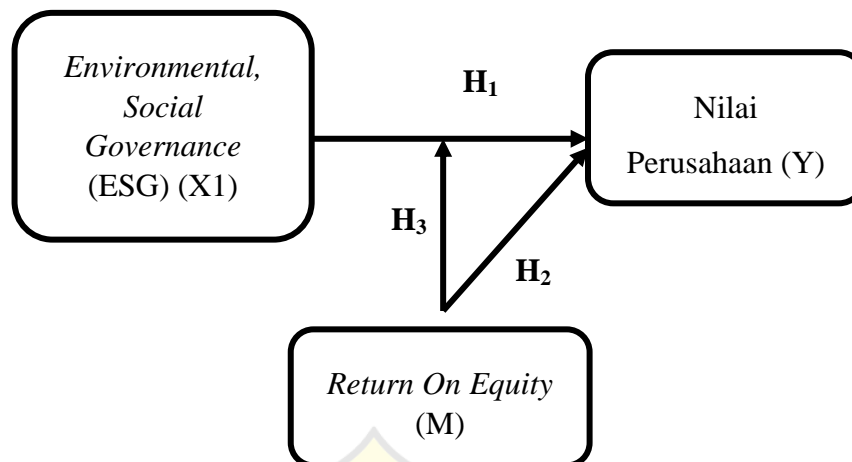 Environmental,
Social
Governance
(ESG) (X1)
H1
Nilai
Perusahaan (Y)
H3
H2
Return On Equity
(M)